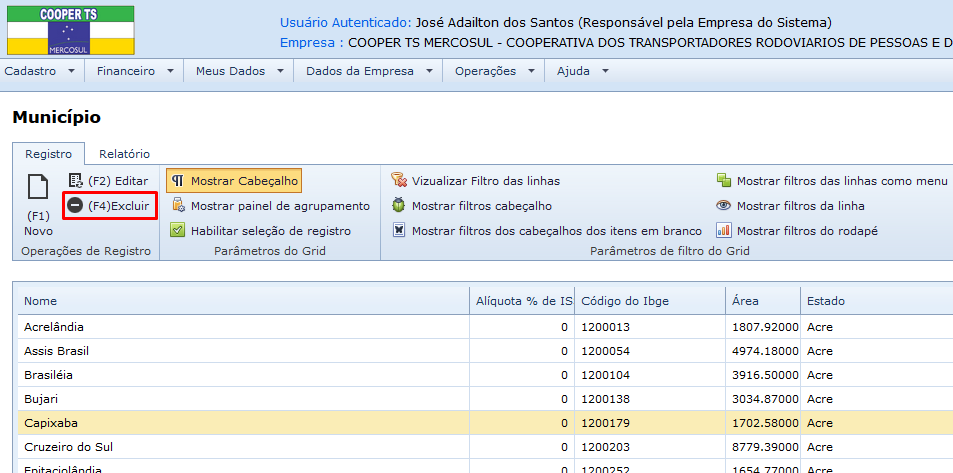 COOPER TS
MERCOSUL
Usuário Autenticado: José Adailton dos Santos (Responsável pela Empresa do Sistema)
Empresa : COOPER TS MERCOSUL - COOPERATIVA DOS TRANSPORTADORES RODOVIARIOS DE PESSOAS E D
Cadastro Financeiro Meus Dados Dados da Empresa Operações Ajuda
Município
Registro Relatório
(F1)
Novo
(F2) Editar
(F4)Excluir
Operações de Registro
Mostrar Cabeçalho
Mostrar painel de agrupamento
Habilitar seleção de registro
Parâmetros do Grid
Vizualizar Filtro das linhas
Mostrar filtros cabeçalho
Mostrar filtros dos cabeçalhos dos itens em branco
Mostrar filtros das linhas como menu
Mostrar filtros da linha
Mostrar filtros do rodapé
Parâmetros de filtro do Grid
Nome Alíquota % de IS Código do Ibge Área Estado
Acrelândia 0 1200013 1807.92000 Acre
Assis Brasil 0 1200054 4974.18000 Acre
Brasiléia 0 1200104 3916.50000 Acre
Bujari 0 1200138 3034.87000 Acre
Capixaba 0 1200179 1702.58000 Acre
Cruzeiro do Sul 0 1200203 8779.39000 Acre
Epitaciolândia 0 1200252 1654.77000 Acre